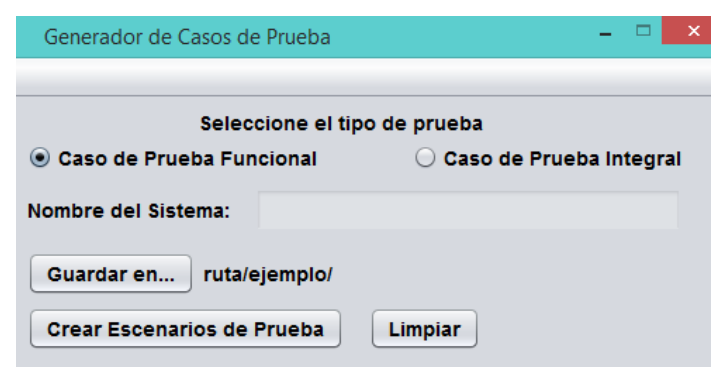 Generador de Casos de Prueba
Seleccione el tipo de prueba
Caso de Prueba Funcional Caso de Prueba Integral
Nombre del Sistema:
Guardar en... ruta/ejemplo/
Crear Escenarios de Prueba Limpiar